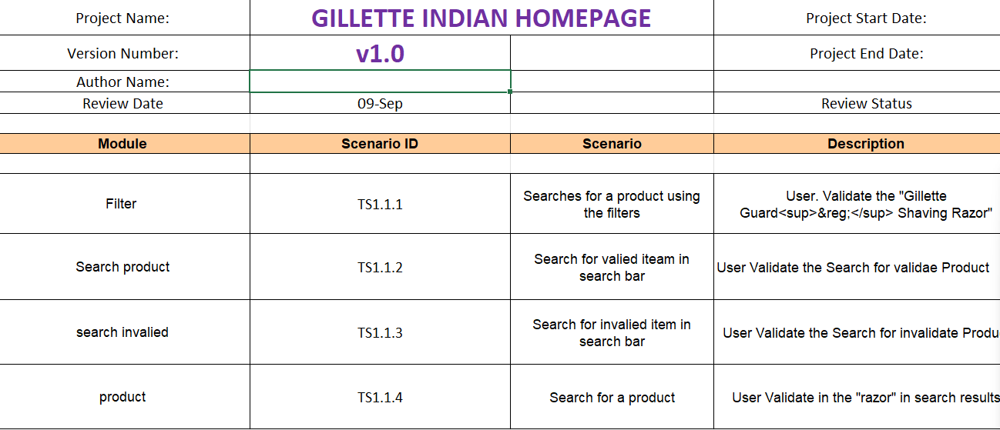 Project Name: GILLETTE INDIAN HOMEPAGE Project Start Date:
Version Number: v1.0 Project End Date:
Author Name:
Review Date 09-Sep Review Status
Module Scenario ID Scenario Description
Filter TS1.1.1 Searches for a product using the filters User. Validate the "Gillette Guard<sup>&reg;</sup> Shaving Razor"
Search product TS1.1.2 Search for valied iteam in search bar User Validate the Search for validae Product
search invalied TS1.1.3 Search for invalied item in search bar User Validate the Search for invalidate Produ
product TS1.1.4 Search for a product User Validate in the "razor" in search results